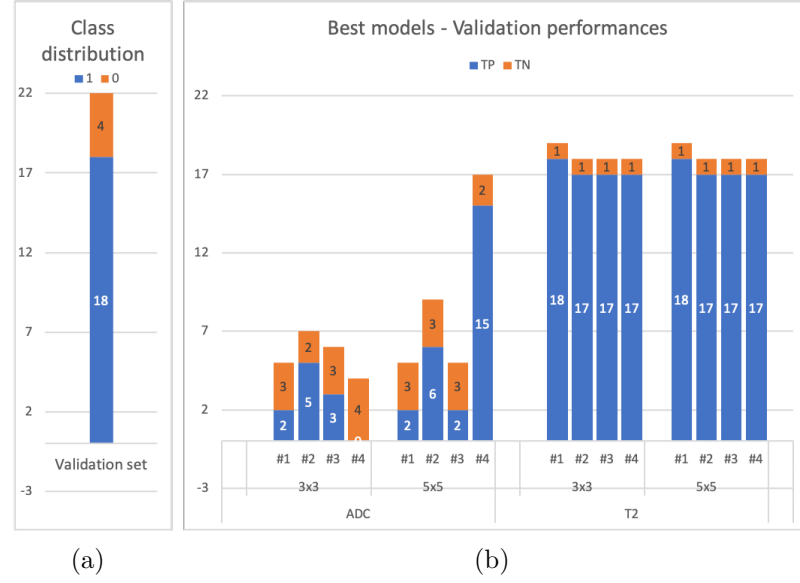 Class
distribution
1 0
22
17
12
7
2
-3
4
18
Validation set
(a)
Best models - Validation performances
TP TN
22
17
12
7
2
-3
3 2 3 4 3 3 3 2 1 1 1 1 1 1 1 1
2 5 3 0 2 6 2 15 18 17 17 17 18 17 17 17
#1 #2 #3 #4 #1 #2 #3 #4 #1 #2 #3 #4 #1 #2 #3 #4
3x3 5x5 3x3 5x5
ADC T2
(b)